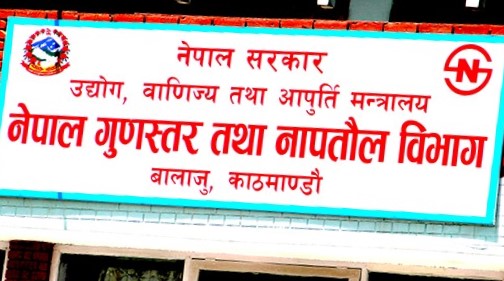 नेपाल सरकार
उद्योग, वाणिज्य तथा आपुर्ति मन्त्रालय
नेपाल गुणस्तर तथा नापतौल विभाग
बालाजु, काठमाण्डौ